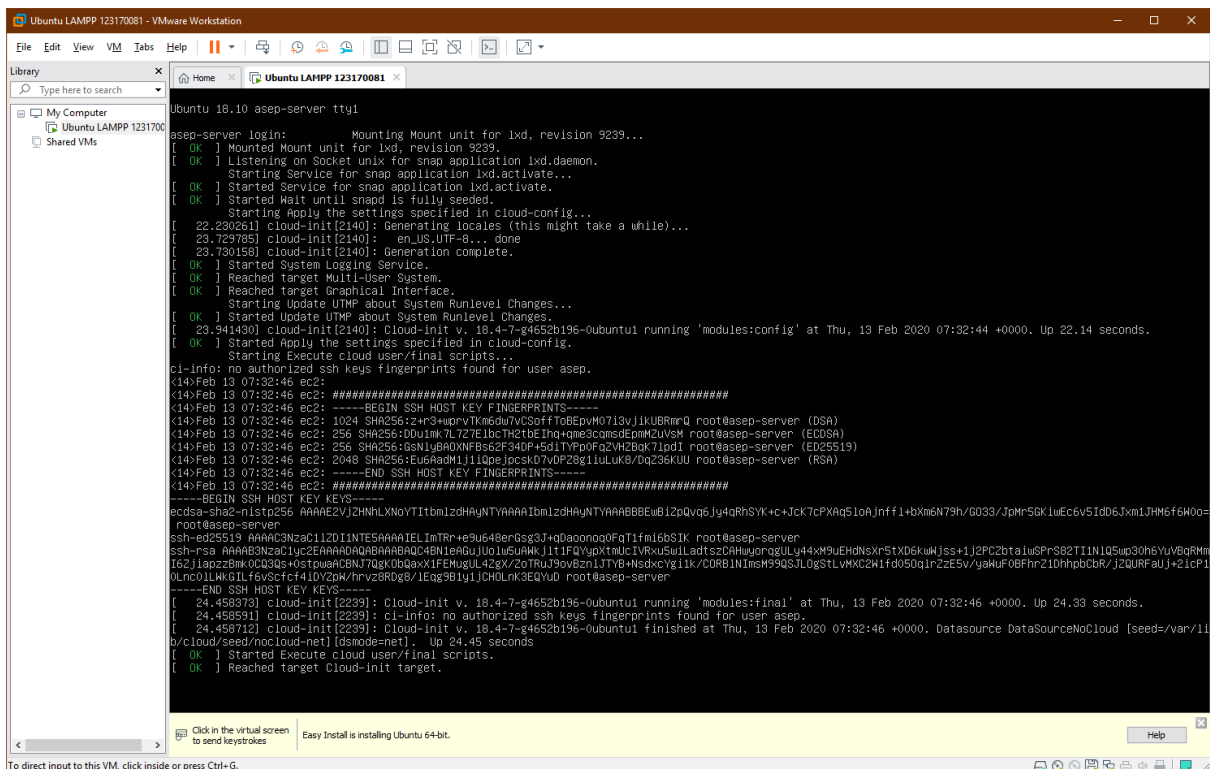 Ubuntu LAMPP 123170081 - VMware Workstation
File Edit View VM Tabs Help
Library
Type here to search
My Computer
Ubuntu LAMPP 1231700
Shared VMs
Home
Ubuntu LAMPP 123170081
Ubuntu 18.10 asep-server tty1
asep-server login:         Mounting Mount unit for lxd, revision 9239...
[  OK  ] Mounted Mount unit for lxd, revision 9239.
[  OK  ] Listening on Socket unix for snap application lxd.daemon.
         Starting Service for snap application lxd.activate...
[  OK  ] Started Service for snap application lxd.activate.
[  OK  ] Started Wait until snapd is fully seeded.
         Starting Apply the settings specified in cloud-config...
[   22.230261] cloud-init[2140]: Generating locales (this might take a while)...
[   23.729785] cloud-init[2140]:   en_US.UTF-8... done
[   23.730158] cloud-init[2140]: Generation complete.
[  OK  ] Started System Logging Service.
[  OK  ] Reached target Multi-User System.
[  OK  ] Reached target Graphical Interface.
         Starting Update UTMP about System Runlevel Changes...
[  OK  ] Started Update UTMP about System Runlevel Changes.
[   23.941430] cloud-init[2140]: Cloud-init v. 18.4-7-g4652b196-0ubuntu1 running 'modules:config' at Thu, 13 Feb 2020 07:32:44 +0000. Up 22.14 seconds.
[  OK  ] Started Apply the settings specified in cloud-config.
         Starting Execute cloud user/final scripts...
ci-info: no authorized ssh keys fingerprints found for user asep.
<14>Feb 13 07:32:46 ec2:
<14>Feb 13 07:32:46 ec2: #############################################################
<14>Feb 13 07:32:46 ec2: -----BEGIN SSH HOST KEY FINGERPRINTS-----
<14>Feb 13 07:32:46 ec2: 1024 root@asep-server (DSA)
<14>Feb 13 07:32:46 ec2: 256 root@asep-server (ECDSA)
<14>Feb 13 07:32:46 ec2: 256 root@asep-server (ED25519)
<14>Feb 13 07:32:46 ec2: 2048 root@asep-server (RSA)
<14>Feb 13 07:32:46 ec2: -----END SSH HOST KEY FINGERPRINTS-----
<14>Feb 13 07:32:46 ec2: #############################################################
-----BEGIN SSH HOST KEY KEYS-----
ecdsa-sha2-nistp256
root@asep-server
ssh-ed25519 root@asep-server
ssh-rsa
root@asep-server
-----END SSH HOST KEY KEYS-----
[   24.458373] cloud-init[2239]: Cloud-init v. 18.4-7-g4652b196-0ubuntu1 running 'modules:final' at Thu, 13 Feb 2020 07:32:46 +0000. Up 24.33 seconds.
[   24.458591] cloud-init[2239]: ci-info: no authorized ssh keys fingerprints found for user asep.
[   24.458712] cloud-init[2239]: Cloud-init v. 18.4-7-g4652b196-0ubuntu1 finished at Thu, 13 Feb 2020 07:32:46 +0000. Datasource DataSourceNoCloud [seed=/var/li
b/cloud/seed/nocloud-net][dsmode=net].  Up 24.45 seconds
[  OK  ] Started Execute cloud user/final scripts.
[  OK  ] Reached target Cloud-init target.
Click in the virtual screen
to send keystrokes
Easy Install is installing Ubuntu 64-bit.
Help
To direct input to this VM, click inside or press Ctrl+G.